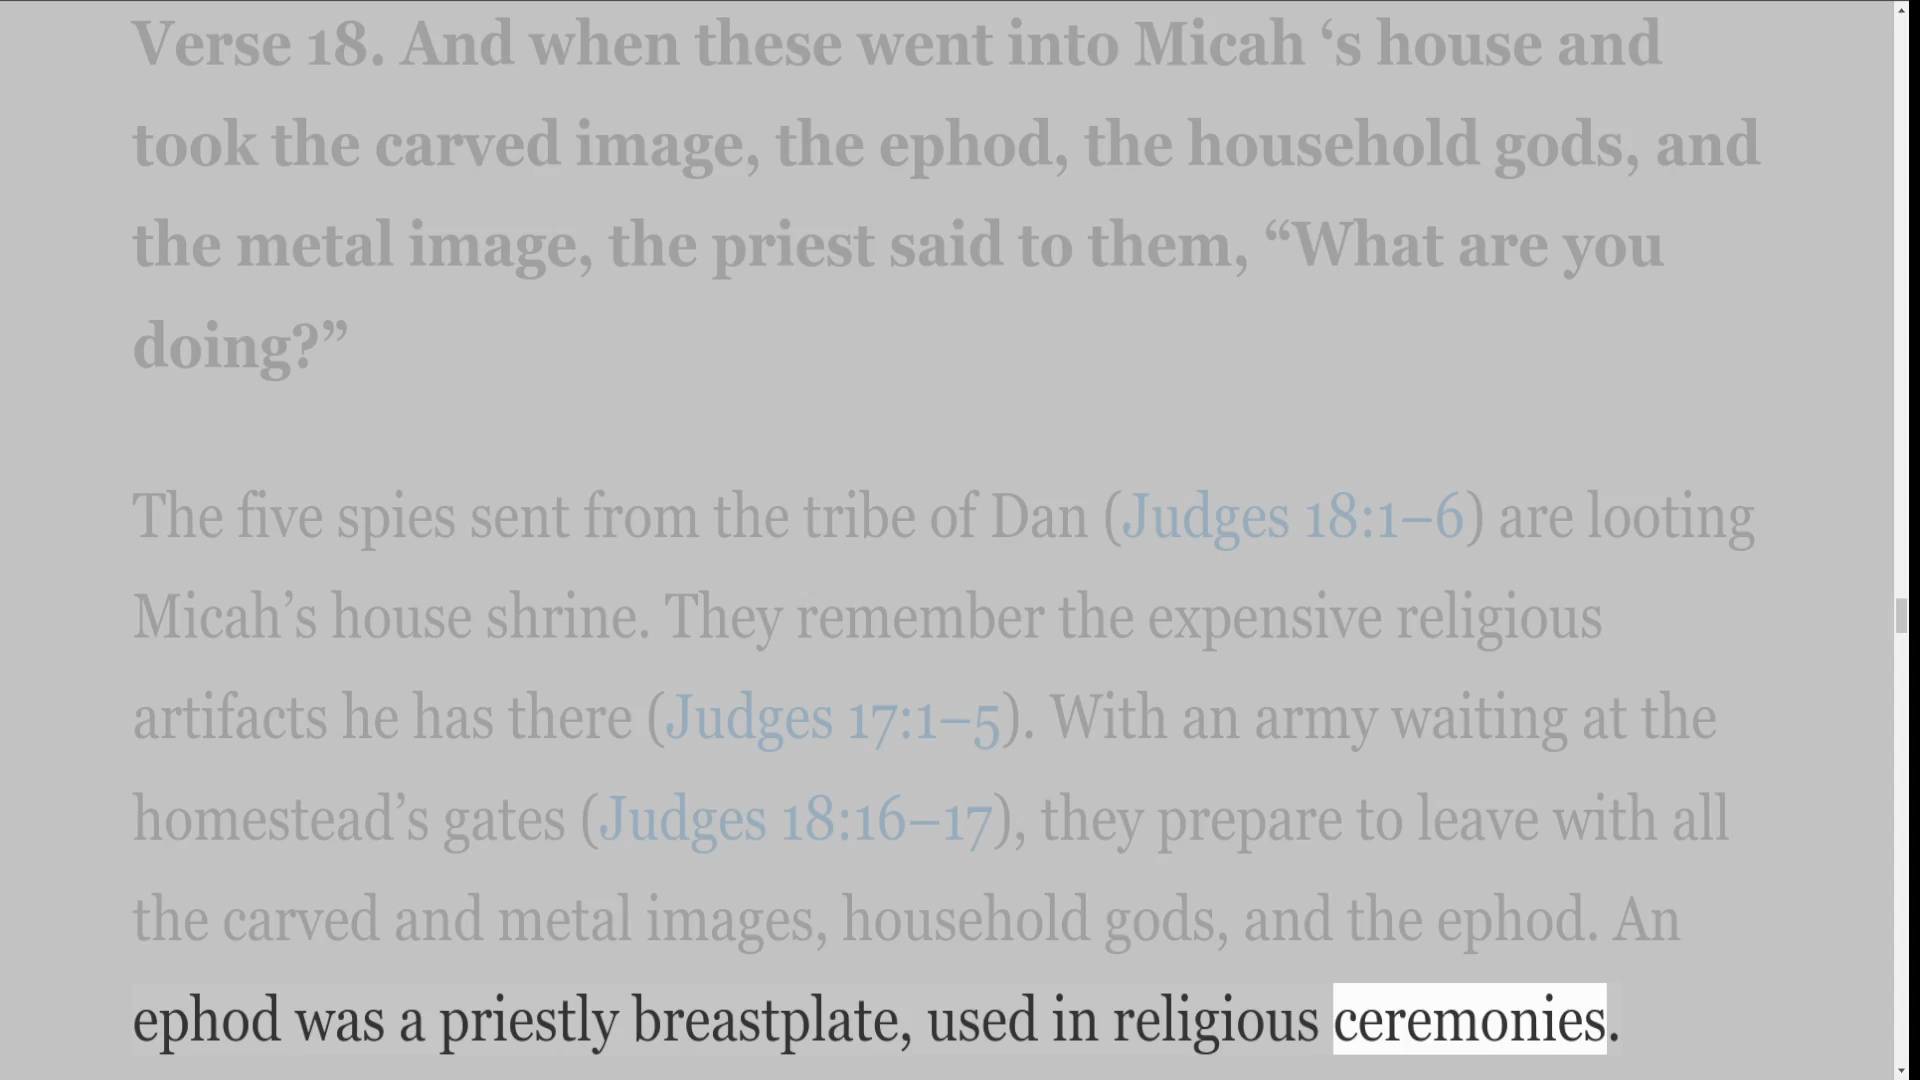 Verse 18. And when these went into Micah ‘s house and
took the carved image, the ephod, the household gods, and
the metal image, the priest said to them, “What are you
doing?”
The five spies sent from the tribe of Dan (Judges 18:1–6) are looting
Micah’s house shrine. They remember the expensive religious
artifacts he has there (Judges 17:1–5). With an army waiting at the
homestead’s gates (Judges 18:16–17), they prepare to leave with all
the carved and metal images, household gods, and the ephod. An
ephod was a priestly breastplate, used in religious ceremonies.